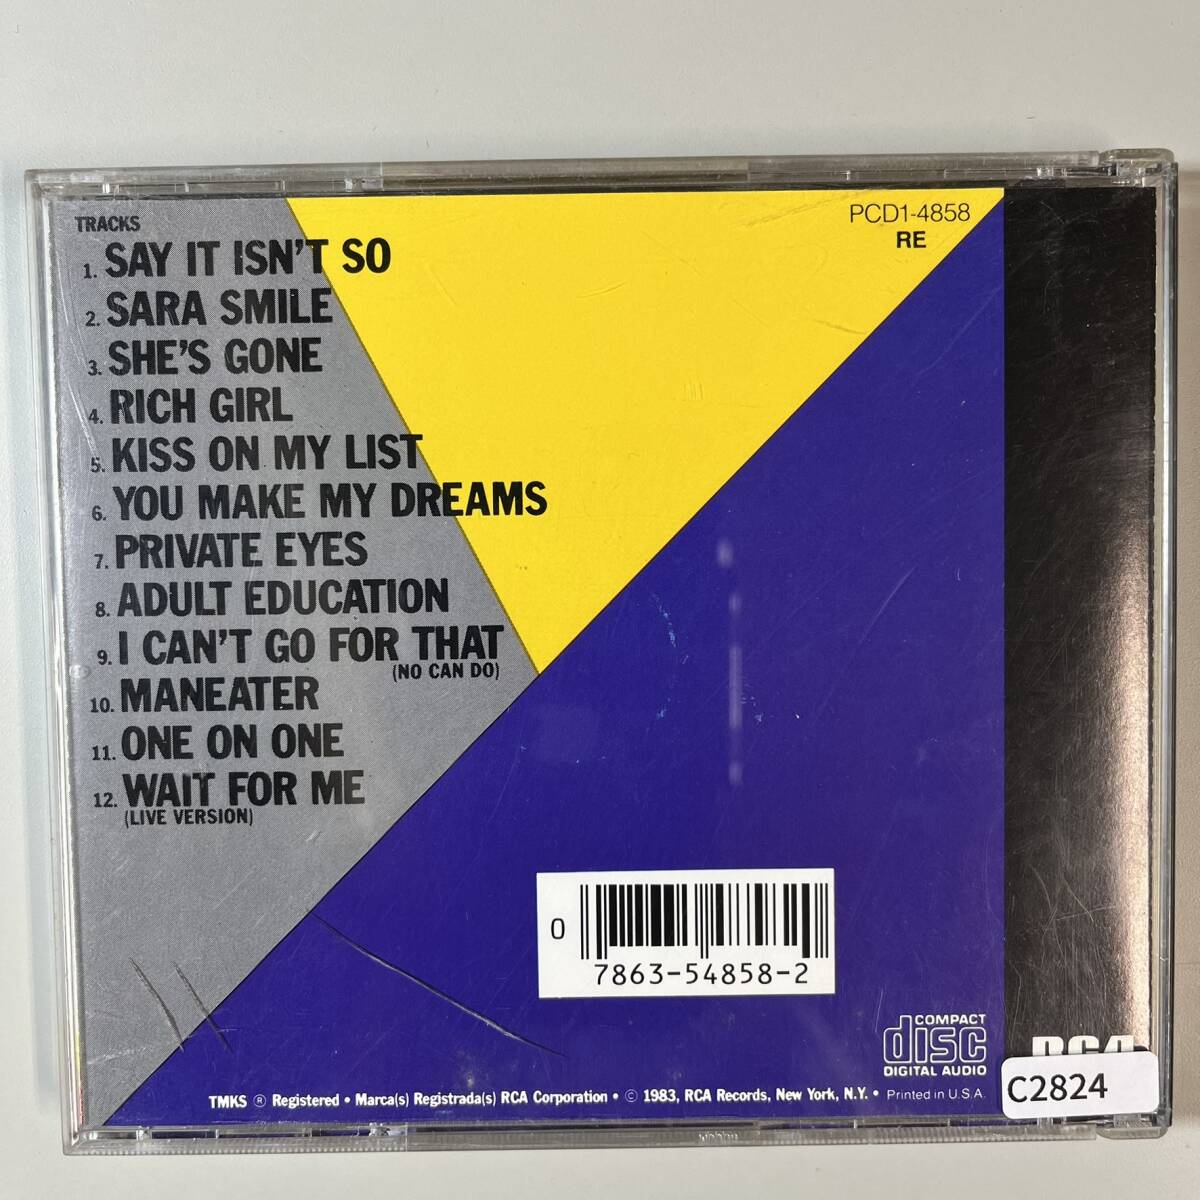 TRACKS
1. SAY IT ISN'T SO
2. SARA SMILE
3. SHE'S GONE
4. RICH GIRL
5. KISS ON MY LIST
6. YOU MAKE MY DREAMS
7. PRIVATE EYES
8. ADULT EDUCATION
9. I CAN'T GO FOR THAT
(NO CAN DO)
10. MANEATER
11. ONE ON ONE
12. WAIT FOR ME
(LIVE VERSION)
PCD1-4858
RE
0
7863-54858-2
COMPACT
disc
DIGITAL AUDIO
RCA
C2824
TMKS ® Registered • Marca(s) Registrada(s) RCA Corporation • © 1983, RCA Records, New York, N.Y. • Printed in U.S.A.